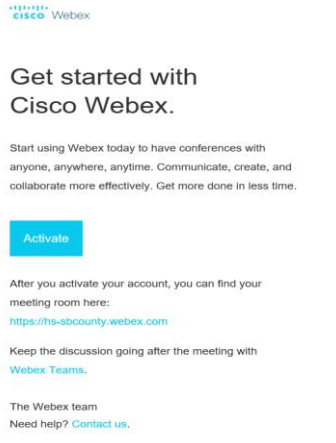 CISCO Webex
Get started with
Cisco Webex.
Start using Webex today to have conferences with
anyone, anywhere, anytime. Communicate, create, and
collaborate more effectively. Get more done in less time.
Activate
After you activate your account, you can find your
meeting room here:
https://hs-sbcounty.webex.com
Keep the discussion going after the meeting with
Webex Teams.
The Webex team
Need help? Contact us.